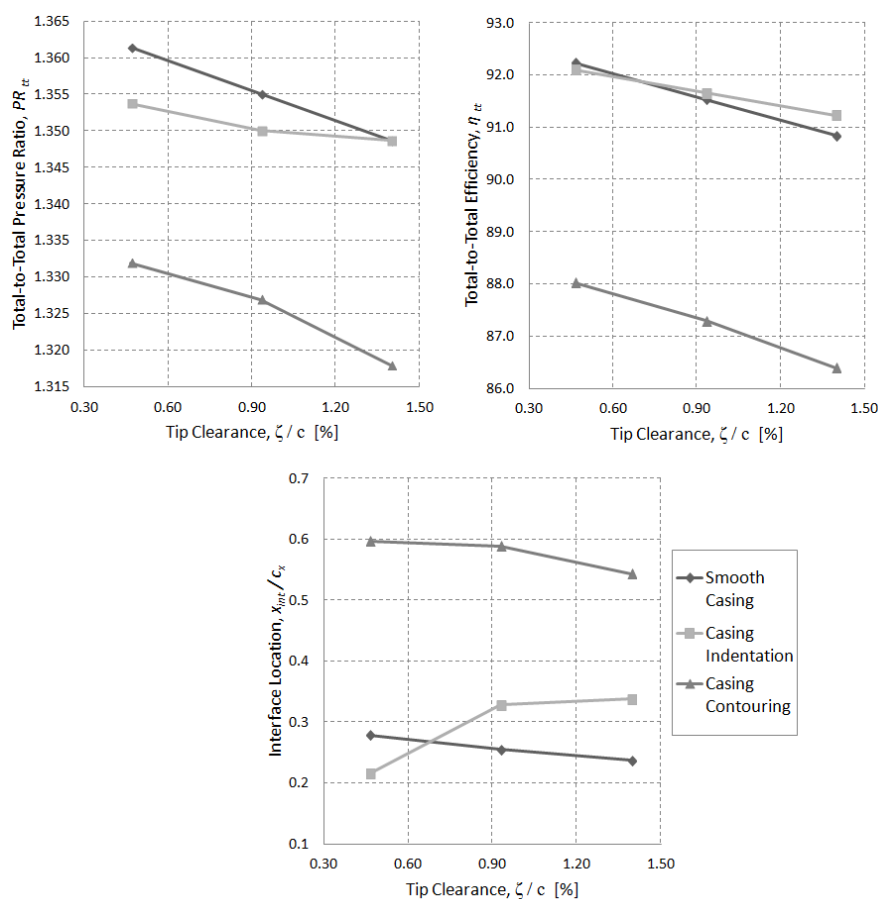 Total-to-Total Pressure Ratio, PR tt
1.365
1.360
1.355
1.350
1.345
1.340
1.335
1.330
1.325
1.320
1.315
0.30 0.60 0.90 1.20 1.50
Tip Clearance, ζ / c [%]
Total-to-Total Efficiency, η tt
93.0
92.0
91.0
90.0
89.0
88.0
87.0
86.0
0.30 0.60 0.90 1.20 1.50
Tip Clearance, ζ / c [%]
Interface Location, x int / c x
0.7
0.6
0.5
0.4
0.3
0.2
0.1
0.30 0.60 0.90 1.20 1.50
Tip Clearance, ζ / c [%]
Smooth
Casing
Casing
Indentation
Casing
Contouring